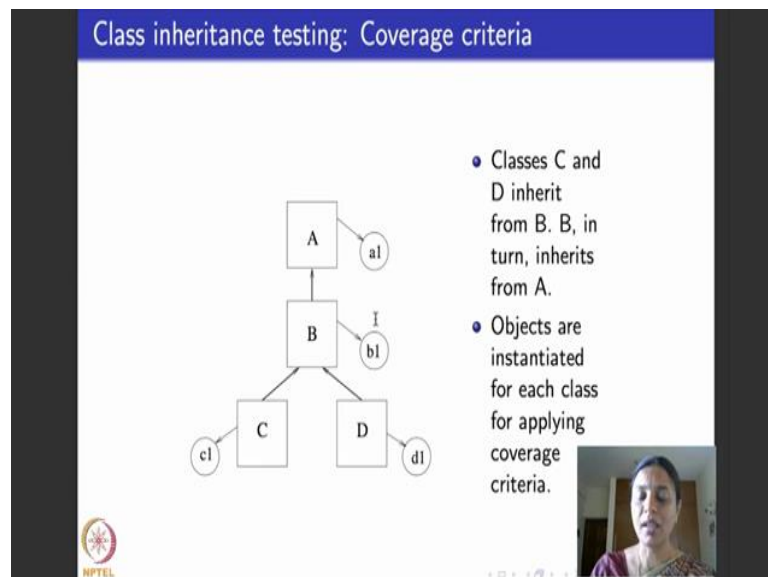 Class inheritance testing: Coverage criteria
A
a1
B
b1
C
c1
D
d1
Classes C and
D inherit
from B. B, in
turn, inherits
from A.
Objects are
instantiated
for each class
for applying
coverage
criteria.
NPTEL